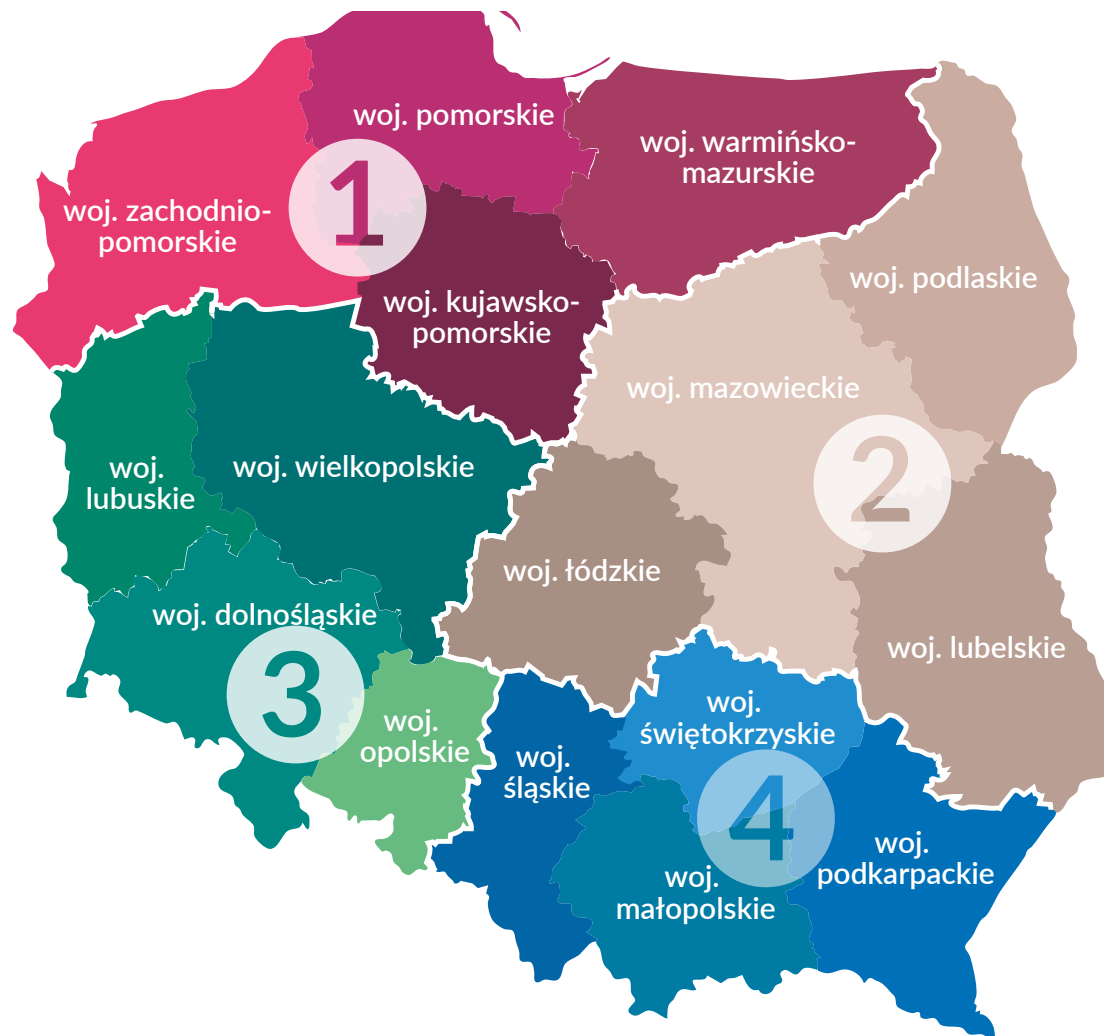 woj. pomorskie
woj. warmińsko-
mazurskie
1
woj. zachodnio-
pomorskie
woj. kujawsko-
pomorskie
woj. podlaskie
woj. mazowieckie
2
woj.
lubuskie
woj. wielkopolskie
woj. łódzkie
woj. dolnośląskie
3
woj. lubelskie
woj.
opolskie
woj.
świętokrzyskie
woj.
śląskie
4
woj.
podkarpackie
woj.
małopolskie